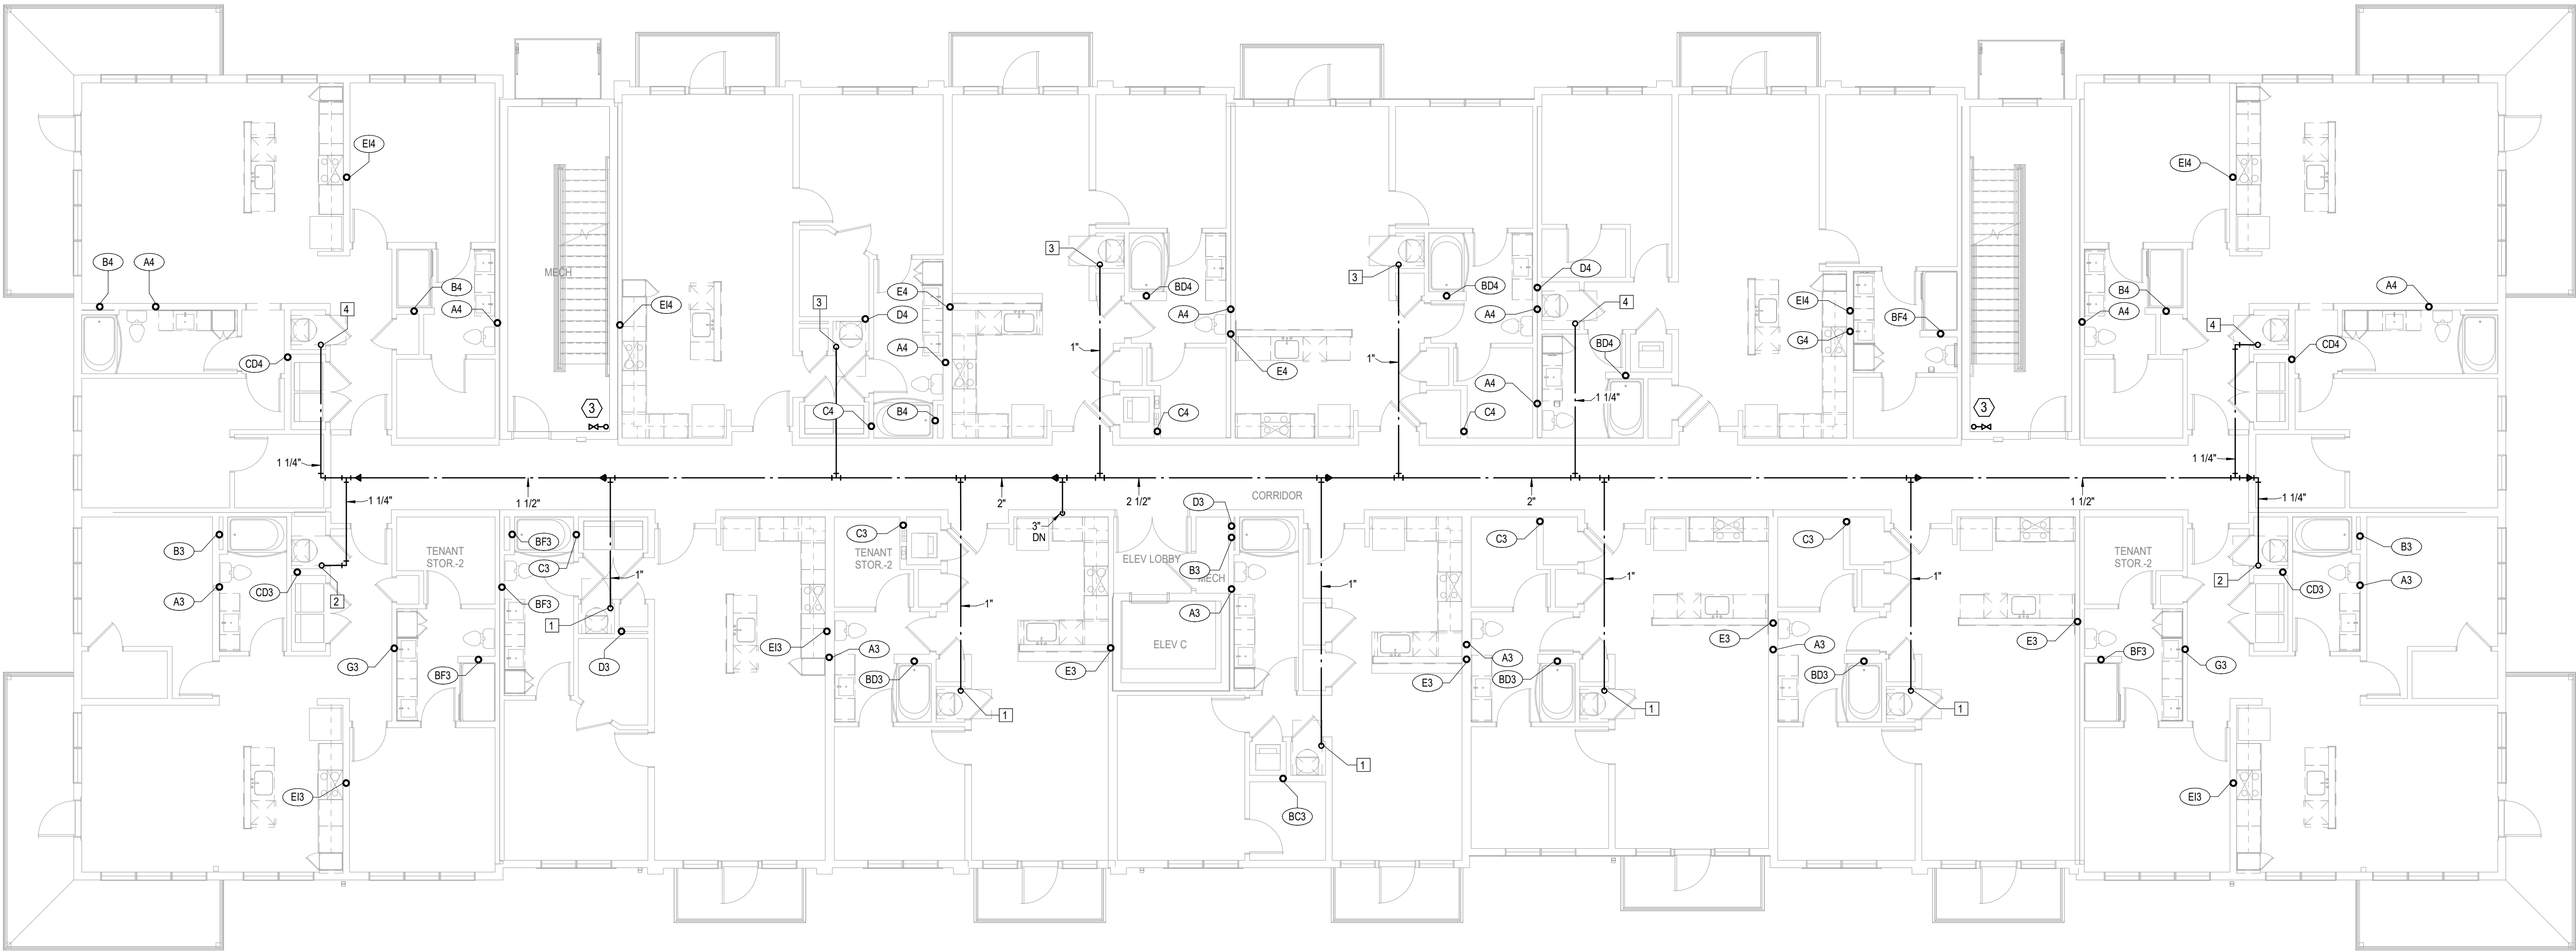 EI4
EI4
B4
A4
B4
A4
4
CD4
MECH
3
EI4
3
D4
E4
A4
C4
B4
3
1"
BD4
A4
E4
C4
3
1"
BD4
A4
A4
C4
D4
4
BD4
1 1/4"
EI4
G4
BF4
3
A4
B4
4
CD4
A4
1 1/4"
1 1/4"
1 1/4"
1 1/2"
2"
2 1/2"
CORRIDOR
2"
1 1/2"
1 1/4"
3"
DN
B3
A3
CD3
2
TENANT
STOR.-2
G3
BF3
EI3
BF3
C3
BF3
1"
1
D3
C3
TENANT
STOR.-2
EI3
A3
BD3
1"
1
E3
ELEV LOBBY
D3
B3
MECH
A3
ELEV C
1"
1
BC3
C3
A3
E3
BD3
1"
1
C3
E3
A3
BD3
1"
1
E3
TENANT
STOR.-2
BF3
G3
2
CD3
B3
A3
EI3